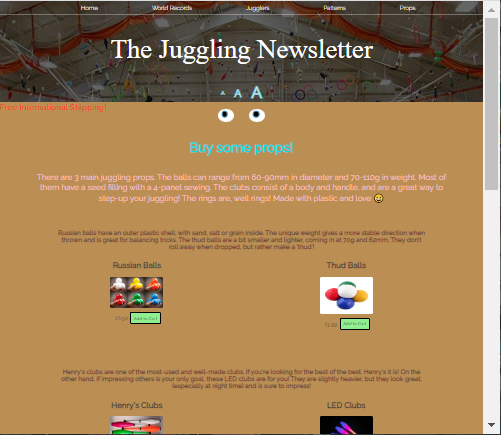 Home World Records Jugglers Patterns Props
The Juggling Newsletter
Free International Shipping!
A A A
Buy some props!
There are 3 main juggling props. The balls can range from 60-90mm in diameter and 70-110g in weight. Most of
them have a seed filling with a 4-panel sewing. The clubs consist of a body and handle, and are a great way to
step-up your juggling! The rings are, well rings! Made with plastic and love 😀
Russian balls have an outer plastic shell, with sand, salt or grain inside. The unique weight gives a more stable direction when
thrown and is great for balancing tricks. The thud balls are a bit smaller and lighter, coming in at 70g and 62mm. They don't
roll away when dropped, but rather make a 'thud'!
Russian Balls Thud Balls
Add to Cart Add to Cart
Henry's clubs are one of the most-used and well-made clubs. If you're looking for the best of the best, Henry's it is! On the
other hand, if impressing others is your only goal, these LED clubs are for you! They are slightly heavier, but they look great,
(especially at night time) and is sure to impress!
Henry's Clubs LED Clubs